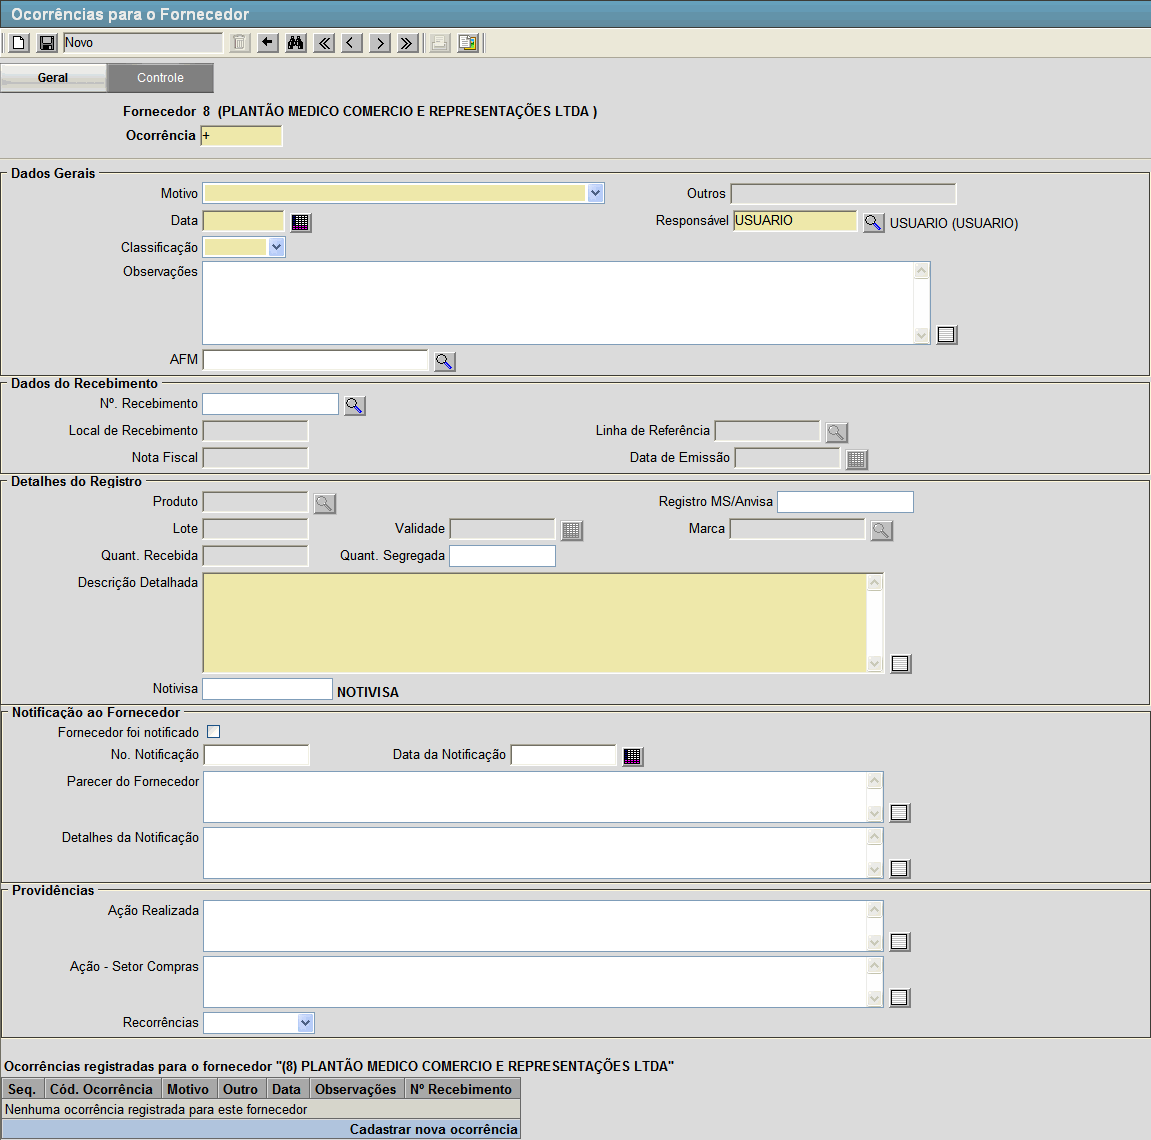 Ocorrências para o Fornecedor
Novo
Geral Controle
Fornecedor 8 (PLANTÃO MEDICO COMERCIO E REPRESENTAÇÕES LTDA )
Ocorrência +
Dados Gerais
Motivo Outros
Data Responsável USUARIO USUARIO (USUARIO)
Classificação
Observações
AFM
Dados do Recebimento
Nº. Recebimento
Local de Recebimento Linha de Referência
Nota Fiscal Data de Emissão
Detalhes do Registro
Produto Registro MS/Anvisa
Lote Validade Marca
Quant. Recebida Quant. Segregada
Descrição Detalhada
Notivisa NOTIVISA
Notificação ao Fornecedor
Fornecedor foi notificado
No. Notificação Data da Notificação
Parecer do Fornecedor
Detalhes da Notificação
Providências
Ação Realizada
Ação - Setor Compras
Recorrências
Ocorrências registradas para o fornecedor "(8) PLANTÃO MEDICO COMERCIO E REPRESENTAÇÕES LTDA"
Seq. Cód. Ocorrência Motivo Outro Data Observações Nº Recebimento
Nenhuma ocorrência registrada para este fornecedor
Cadastrar nova ocorrência